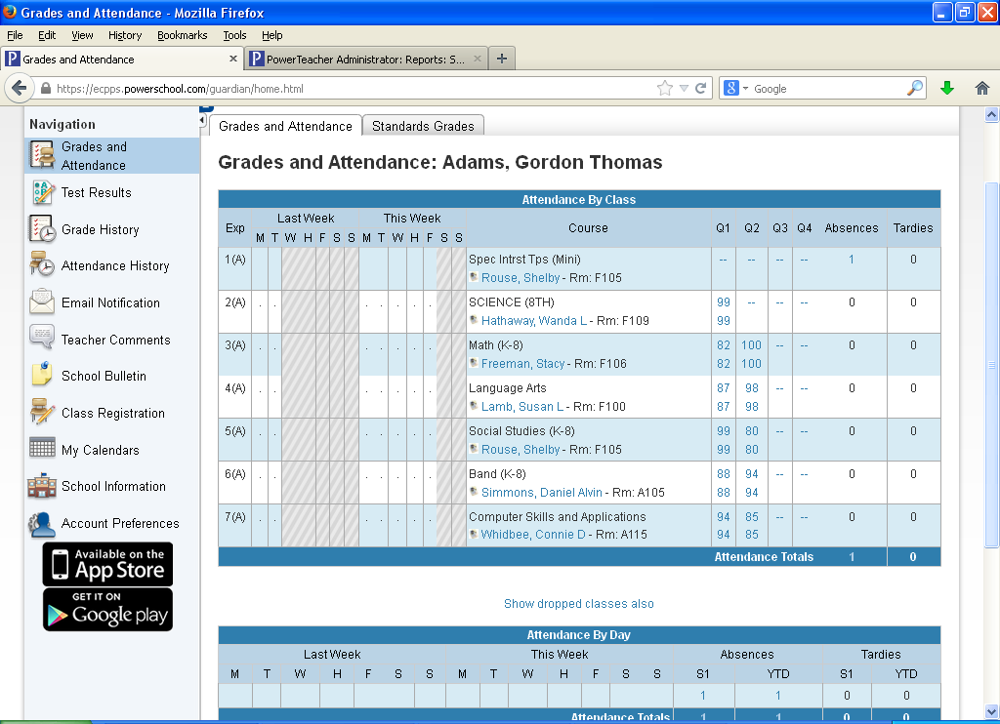 Grades and Attendance - Mozilla Firefox
File Edit View History Bookmarks Tools Help
P Grades and Attendance × P PowerTeacher Administrator: Reports: S... × +
https://ecpps.powerschool.com/guardian/home.html 8 Google
Navigation
Grades and
Attendance
Test Results
Grade History
Attendance History
Email Notification
Teacher Comments
School Bulletin
Class Registration
My Calendars
School Information
Account Preferences
Available on the
App Store
GET IT ON
Google play
Grades and Attendance Standards Grades
Grades and Attendance: Adams, Gordon Thomas
Attendance By Class
Exp Last Week This Week Course Q1 Q2 Q3 Q4 Absences Tardies
M T W H F S S M T W H F S S
1(A) Spec Intrst Tps (Mini) -- -- -- -- 1 0
Rouse, Shelby - Rm: F105
2(A) . . . . . . . SCIENCE (8TH) 99 -- -- -- 0 0
Hathaway, Wanda L - Rm: F109 99
3(A) . . . . . . . Math (K-8) 82 100 -- -- 0 0
Freeman, Stacy - Rm: F106 82 100
4(A) . . . . . . . Language Arts 87 98 -- -- 0 0
Lamb, Susan L - Rm: F100 87 98
5(A) . . . . . . . Social Studies (K-8) 99 80 -- -- 0 0
Rouse, Shelby - Rm: F105 99 80
6(A) . . . . . . . Band (K-8) 88 94 -- -- 0 0
Simmons, Daniel Alvin - Rm: A105 88 94
7(A) . . . . . . . Computer Skills and Applications 94 85 -- -- 0 0
Whidbee, Connie D - Rm: A115 94 85
Attendance Totals 1 0
Show dropped classes also
Attendance By Day
Last Week This Week Absences Tardies
M T W H F S S M T W H F S S S1 YTD S1 YTD
1 1 0 0
Attendance Totals 1 1 0 0